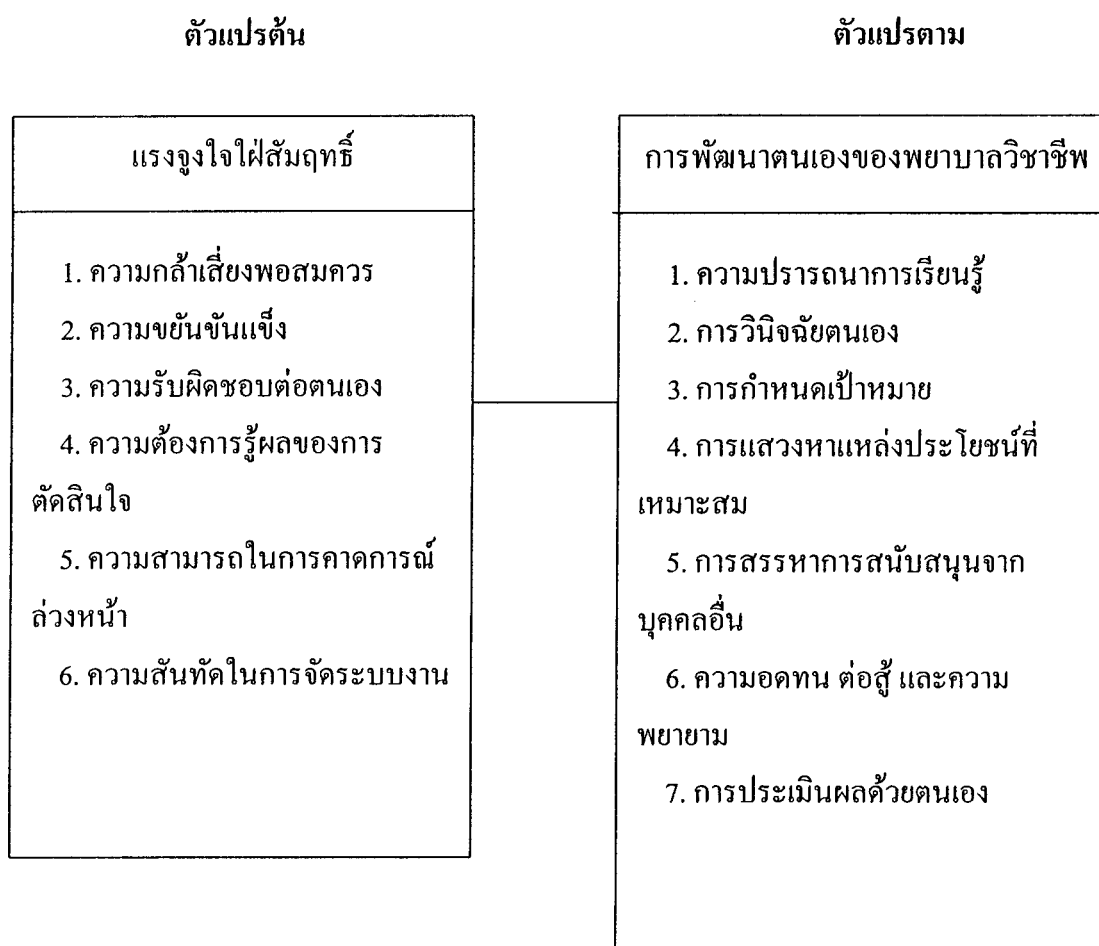 ตัวแปรต้น
ตัวแปรตาม
แรงจูงใจใฝ่สัมฤทธิ์
1. ความกล้าเสี่ยงพอสมควร
2. ความขยันขันแข็ง
3. ความรับผิดชอบต่อตนเอง
4. ความต้องการรู้ผลของการ
ตัดสินใจ
5. ความสามารถในการคาดการณ์
ล่วงหน้า
6. ความสันทัดในการจัดระบบงาน
การพัฒนาตนเองของพยาบาลวิชาชีพ
1. ความปรารถนาการเรียนรู้
2. การวินิจฉัยตนเอง
3. การกำหนดเป้าหมาย
4. การแสวงหาแหล่งประโยชน์ที่
เหมาะสม
5. การสรรหาการสนับสนุนจาก
บุคคลอื่น
6. ความอดทน ต่อสู้ และความ
พยายาม
7. การประเมินผลด้วยตนเอง